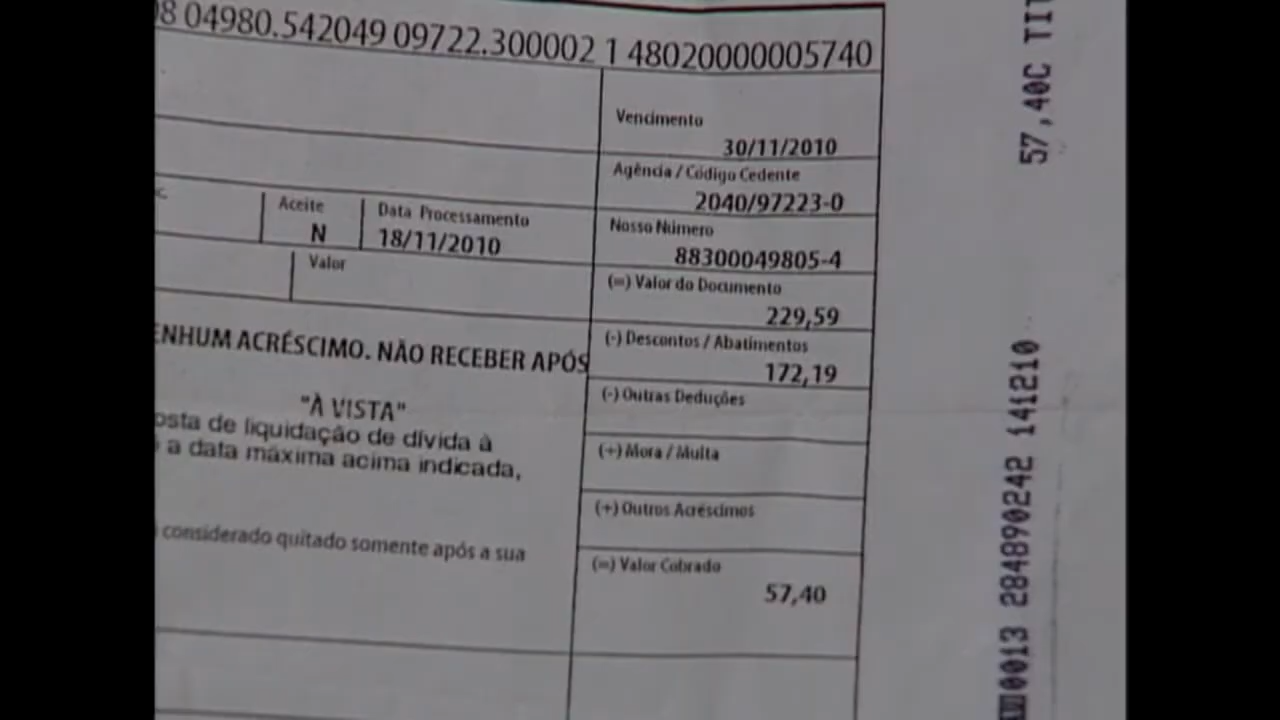 8 04980.542049 09722.300002 1 48020000005740
Vencimento
30/11/2010
Agência / Código Cedente
2040/97223-0
Aceite
N
Data Processamento
18/11/2010
Nosso Número
88300049805-4
Valor
(=) Valor do Documento
229,59
ENHUM ACRÉSCIMO. NÃO RECEBER APÓS
(-) Descontos / Abatimentos
172,19
"À VISTA"
osta de liquidação de dívida à
a data máxima acima indicada,
(-) Outras Deduções
(+) Mora / Multa
(+) Outros Acréscimos
considerado quitado somente após a sua
(=) Valor Cobrado
57,40
57,40C TIT
0013 284890242 141210